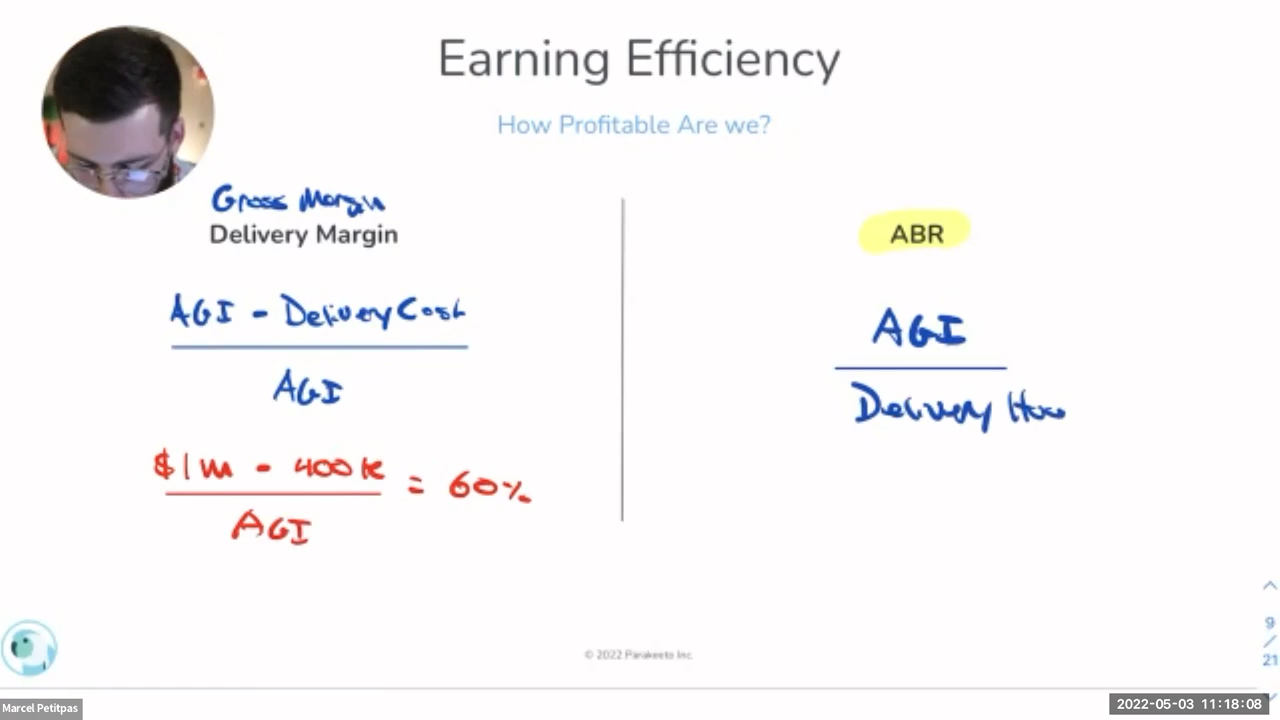 Earning Efficiency
How Profitable Are we?
Gross Margin
Delivery Margin
AGI - Delivery Cost
AGI
$1m - 400k = 60%
AGI
ABR
AGI
Delivery
© 2022 Parakeeto Inc.
9
/
21
Marcel Petitpas
2022-05-03 11:18:08